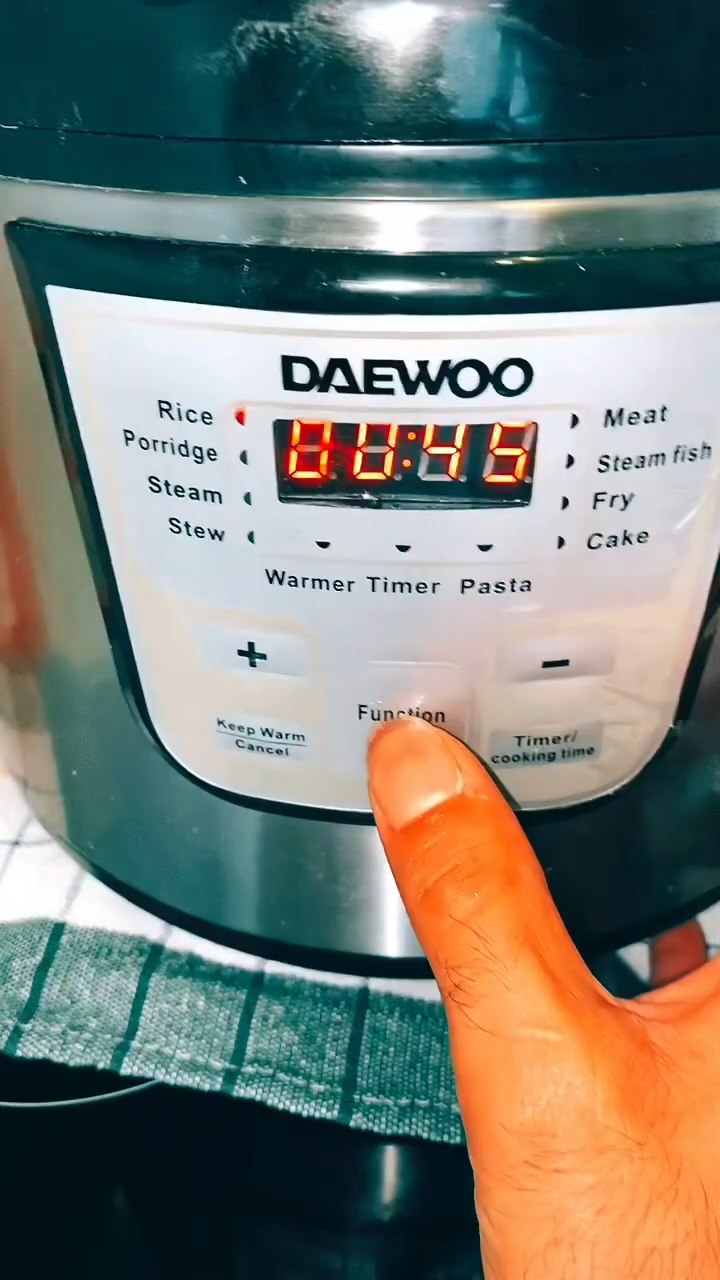 DAEWOO
Rice
Porridge
Steam
Stew
00:45
Meat
Steam fish
Fry
Cake
Warmer Timer Pasta
+
-
Function
Keep Warm
Cancel
Timer/
cooking time